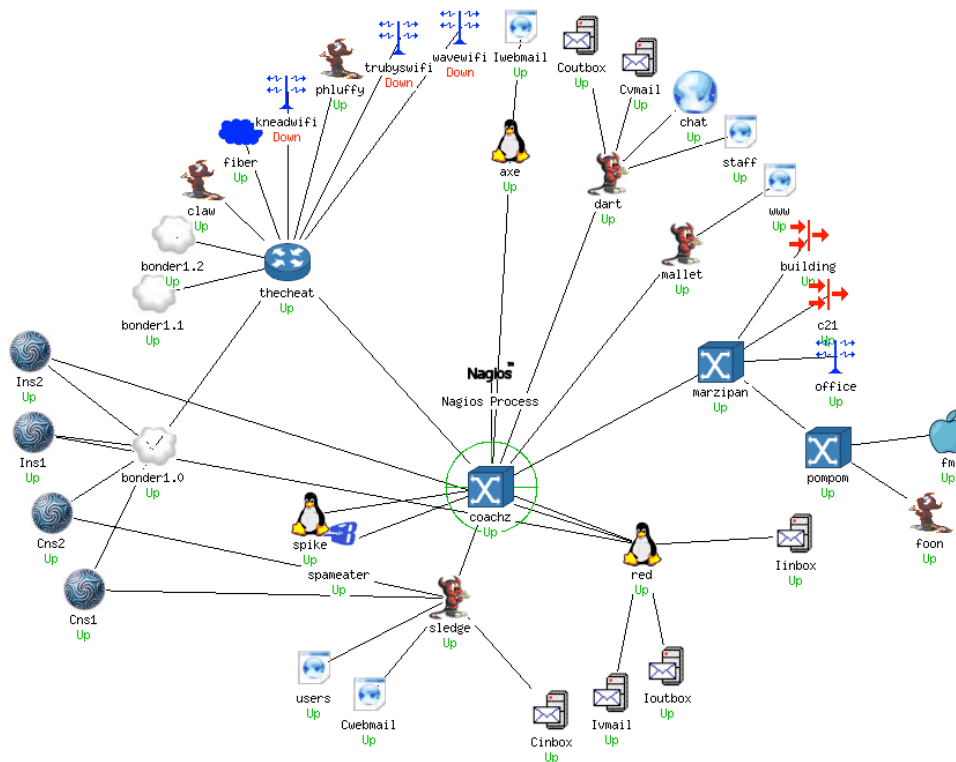 wavewifi
Down
Iwebmail
Up
trubyswifi
Down
Coutbox
Up
Cvmail
Up
phluffy
Up
chat
Up
kneadwifi
Down
staff
Up
fiber
Up
axe
Up
dart
Up
claw
Up
www
Up
bonder1.2
Up
mallet
Up
building
Up
thecheat
Up
bonder1.1
Up
c21
Up
Nagios™
Nagios Process
Ins2
Up
marzipan
Up
office
Up
Ins1
Up
bonder1.0
Up
pompom
Up
fm
Up
coachz
Up
Cns2
Up
spike
Up
foon
Up
spameater
Up
red
Up
Iinbox
Up
Cns1
Up
sledge
Up
users
Up
Cwebmail
Up
Ivmail
Up
Ioutbox
Up
Cinbox
Up